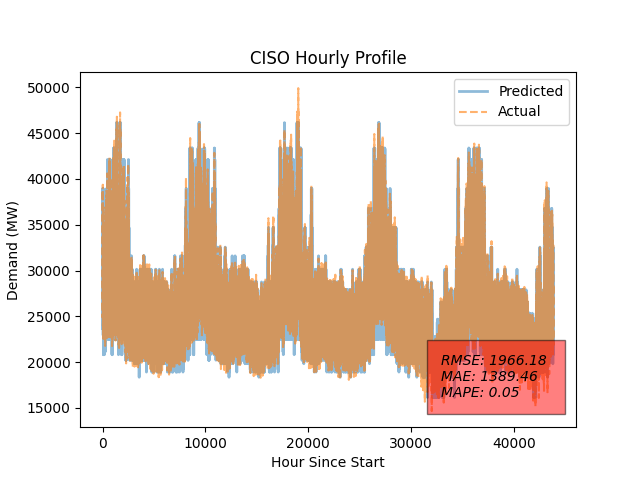 CISO Hourly Profile
Predicted
Actual
Demand (MW)
50000
45000
40000
35000
30000
25000
20000
15000
RMSE: 1966.18
MAE: 1389.46
MAPE: 0.05
0 10000 20000 30000 40000
Hour Since Start